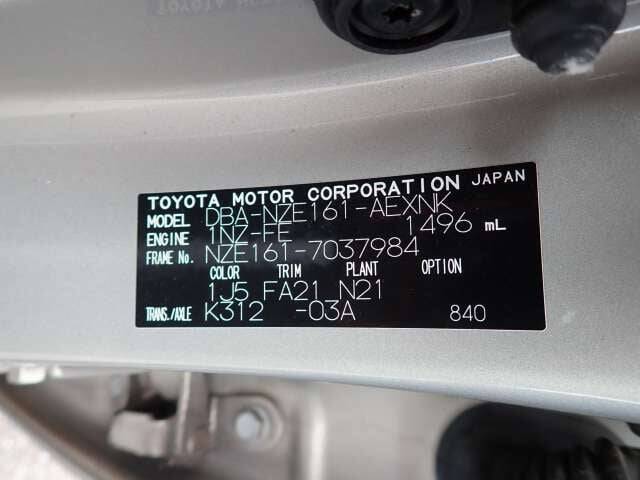 TOYOTA MOTOR CORPORATION JAPAN
MODEL DBA-NZE161-AEXNK
ENGINE 1NZ-FE 1496 mL
FRAME No. NZE161-7037984
COLOR TRIM PLANT OPTION
1J5 FA21 N21
TRANS./AXLE K312 -03A 840